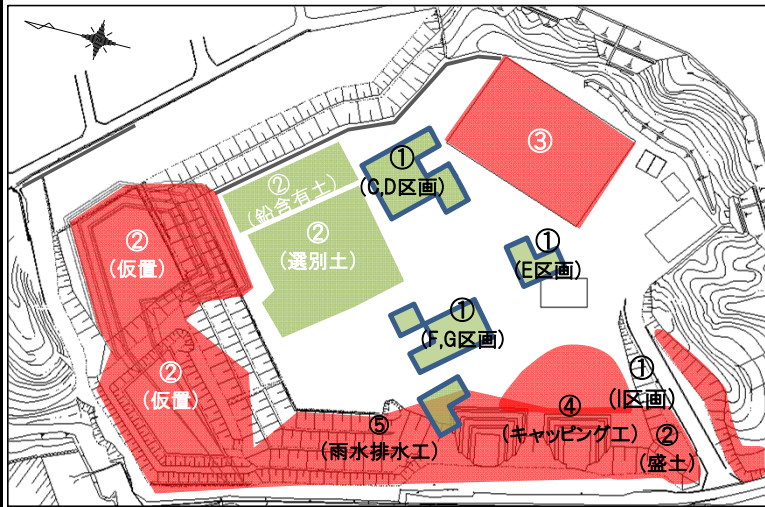 ③
①
(C,D区画)
②
(鉛含有土)
②
(選別土)
②
(仮置)
①
(E区画)
①
(F,G区画)
②
(仮置)
①
(I区画)
④
(キャッピング工)
⑤
(雨水排水工)
②
(盛土)